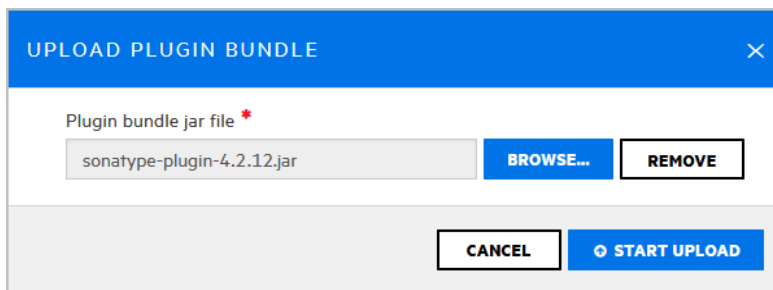 UPLOAD PLUGIN BUNDLE
Plugin bundle jar file *
sonatype-plugin-4.2.12.jar BROWSE... REMOVE
CANCEL START UPLOAD